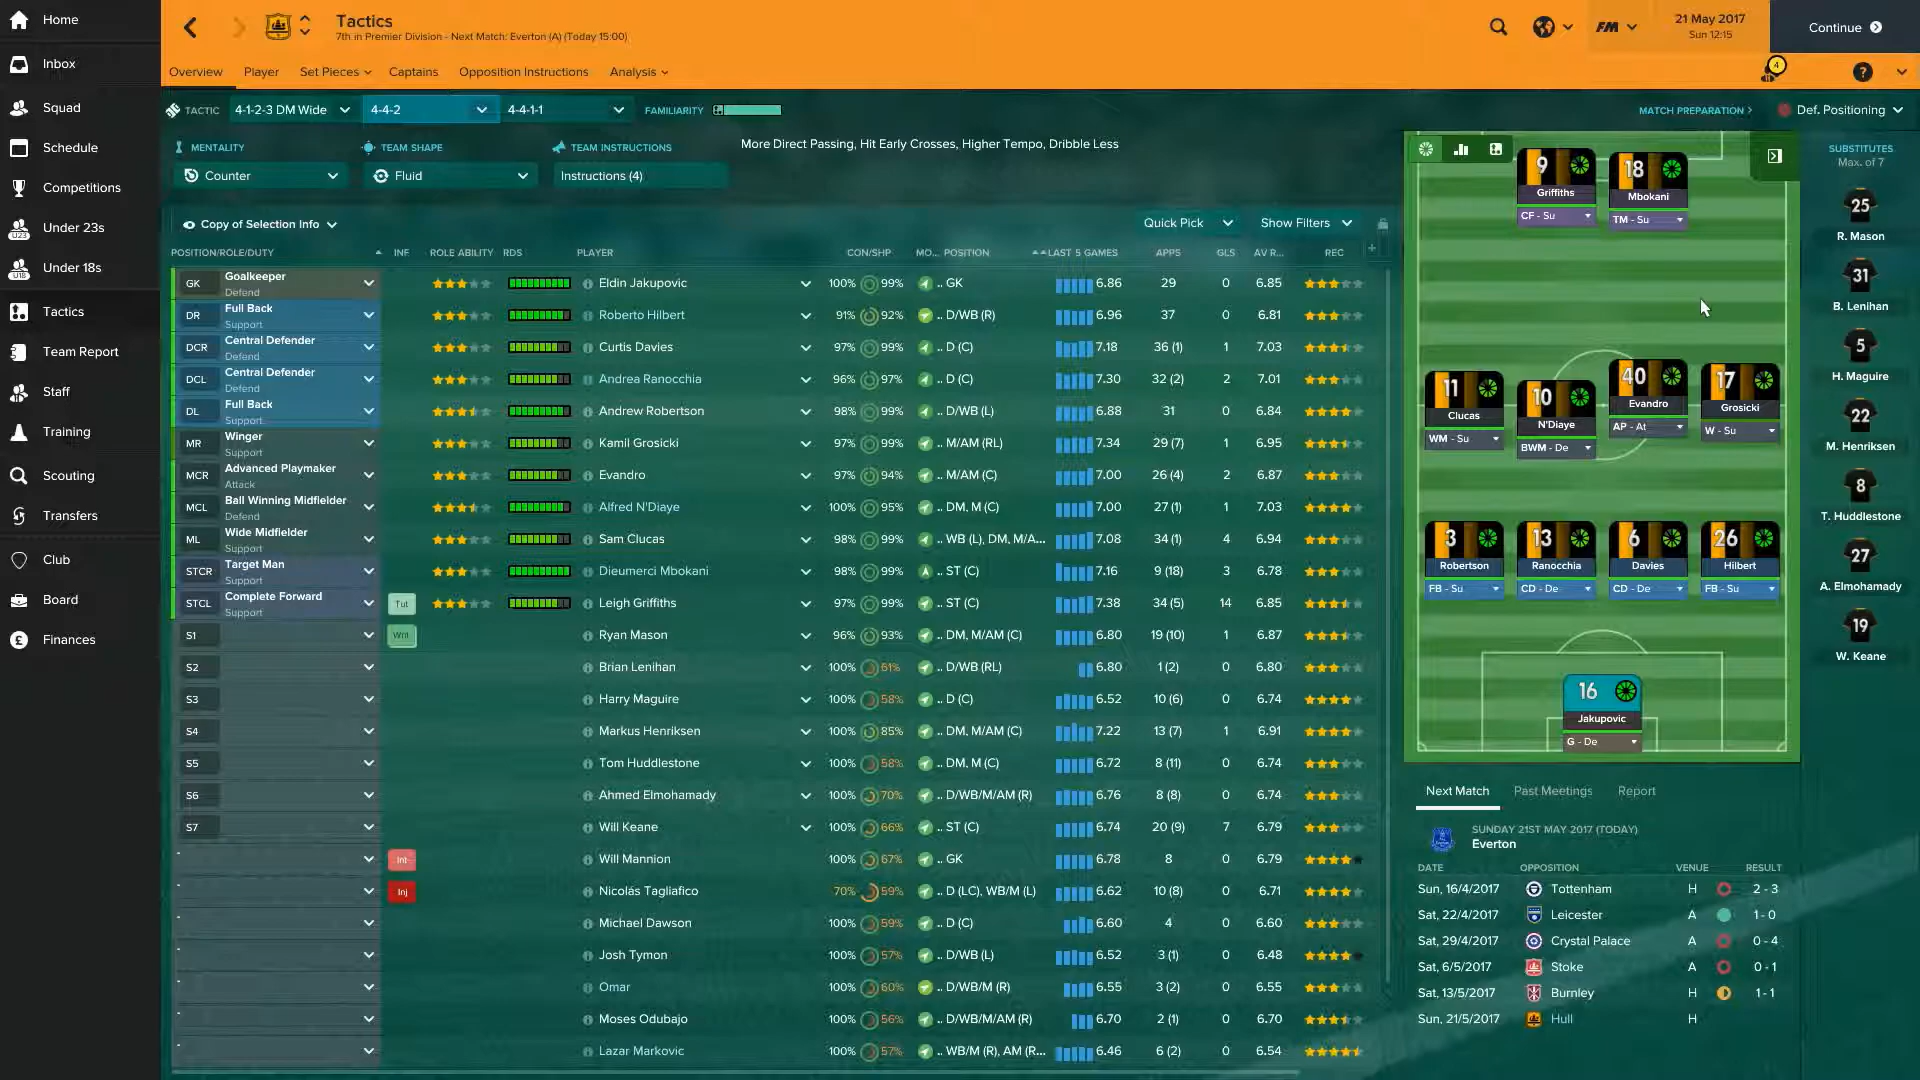 Home
Inbox
Squad
Schedule
Competitions
Under 23s
Under 18s
Tactics
Team Report
Staff
Training
Scouting
Transfers
Club
Board
Finances
Tactics
7th in Premier Division - Next Match: Everton (A) (Today 15:00)
FM
21 May 2017
Sun 12:15
Continue
Overview Player Set Pieces Captains Opposition Instructions Analysis
4
?
TACTIC 4-1-2-3 DM Wide 4-4-2 4-4-1-1 FAMILIARITY
MATCH PREPARATION > Def. Positioning
MENTALITY TEAM SHAPE TEAM INSTRUCTIONS
More Direct Passing, Hit Early Crosses, Higher Tempo, Dribble Less
Counter Fluid Instructions (4)
Copy of Selection Info
Quick Pick Show Filters
POSITION/ROLE/DUTY INF ROLE ABILITY RDS PLAYER CON/SHP MO... POSITION LAST 5 GAMES APPS GLS AV R... REC
GK Goalkeeper Defend Eldin Jakupovic 100% 99% .. GK 6.86 29 0 6.85
DR Full Back Support Roberto Hilbert 91% 92% .. D/WB (R) 6.96 37 0 6.81
DCR Central Defender Defend Curtis Davies 97% 99% .. D (C) 7.18 36 (1) 1 7.03
DCL Central Defender Defend Andrea Ranocchia 96% 97% .. D (C) 7.30 32 (2) 2 7.01
DL Full Back Support Andrew Robertson 98% 99% .. D/WB (L) 6.88 31 0 6.84
MR Winger Support Kamil Grosicki 97% 99% .. M/AM (RL) 7.34 29 (7) 1 6.95
MCR Advanced Playmaker Attack Evandro 97% 94% .. M/AM (C) 7.00 26 (4) 2 6.87
MCL Ball Winning Midfielder Defend Alfred N'Diaye 100% 95% .. DM, M (C) 7.00 27 (1) 1 7.03
ML Wide Midfielder Support Sam Clucas 98% 99% .. WB (L), DM, M/A... 7.08 34 (1) 4 6.94
STCR Target Man Support Dieumerci Mbokani 98% 99% .. ST (C) 7.16 9 (18) 3 6.78
STCL Complete Forward Support Tut Leigh Griffiths 97% 99% .. ST (C) 7.38 34 (5) 14 6.85
S1 Wnt Ryan Mason 96% 93% .. DM, M/AM (C) 6.80 19 (10) 1 6.87
S2 Brian Lenihan 100% 61% .. D/WB (RL) 6.80 1 (2) 0 6.80
S3 Harry Maguire 100% 58% .. D (C) 6.52 10 (6) 0 6.74
S4 Markus Henriksen 100% 85% .. DM, M/AM (C) 7.22 13 (7) 1 6.91
S5 Tom Huddlestone 100% 58% .. DM, M (C) 6.72 8 (11) 0 6.74
S6 Ahmed Elmohamady 100% 70% .. D/WB/M/AM (R) 6.76 8 (8) 0 6.74
S7 Will Keane 100% 66% .. ST (C) 6.74 20 (9) 7 6.79
- Int Will Mannion 100% 67% .. GK 6.78 8 0 6.79
- Inj Nicolás Tagliafico 70% 59% .. D (LC), WB/M (L) 6.62 10 (8) 0 6.71
- Michael Dawson 100% 59% .. D (C) 6.60 4 0 6.60
- Josh Tymon 100% 57% .. D/WB (L) 6.52 3 (1) 0 6.48
- Omar 100% 60% .. D/WB/M (R) 6.55 3 (2) 0 6.55
- Moses Odubajo 100% 56% .. D/WB/M/AM (R) 6.70 2 (1) 0 6.70
- Lazar Markovic 100% 57% .. WB/M (R), AM (R... 6.46 6 (2) 0 6.54
9 18
Griffiths Mbokani
CF - Su TM - Su
11 10 40 17
Clucas N'Diaye Evandro Grosicki
WM - Su BWM - De AP - At W - Su
3 13 6 26
Robertson Ranocchia Davies Hilbert
FB - Su CD - De CD - De FB - Su
16
Jakupovic
G - De
SUBSTITUTES
Max. of 7
25
R. Mason
31
B. Lenihan
5
H. Maguire
22
M. Henriksen
8
T. Huddlestone
27
A. Elmohamady
19
W. Keane
Next Match Past Meetings Report
SUNDAY 21ST MAY 2017 (TODAY)
Everton
DATE OPPOSITION VENUE RESULT
Sun, 16/4/2017 Tottenham H 2 - 3
Sat, 22/4/2017 Leicester A 1 - 0
Sat, 29/4/2017 Crystal Palace A 0 - 4
Sat, 6/5/2017 Stoke A 0 - 1
Sat, 13/5/2017 Burnley H 1 - 1
Sun, 21/5/2017 Hull H